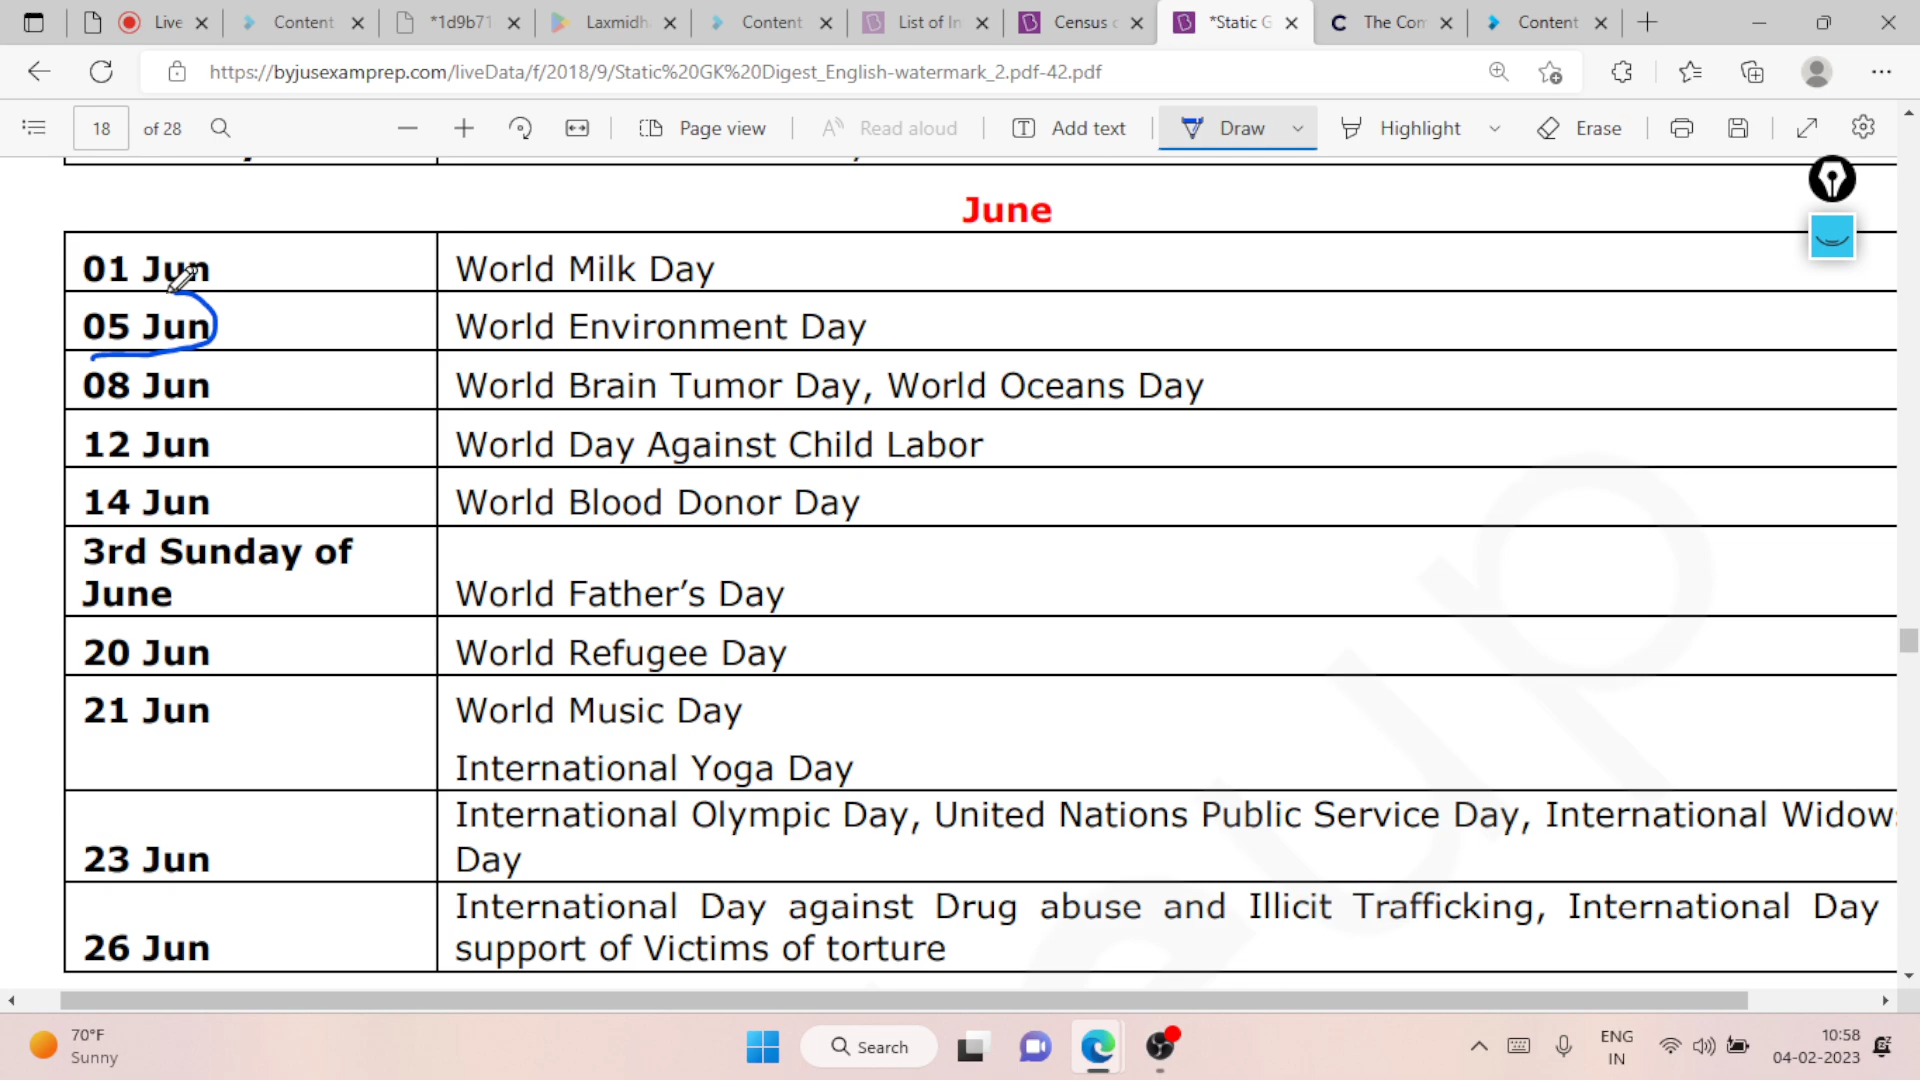 Live
Content
*1d9b71
Laxmidh
Content
List of In
Census c
*Static G
The Com
Content
https://byjusexamprep.com/liveData/f/2018/9/Static%20GK%20Digest_English-watermark_2.pdf-42.pdf
18 of 28
Page view
Read aloud
Add text
Draw
Highlight
Erase
June
01 Jun World Milk Day
05 Jun World Environment Day
08 Jun World Brain Tumor Day, World Oceans Day
12 Jun World Day Against Child Labor
14 Jun World Blood Donor Day
3rd Sunday of
June World Father’s Day
20 Jun World Refugee Day
21 Jun World Music Day
International Yoga Day
International Olympic Day, United Nations Public Service Day, International Widow
23 Jun Day
International Day against Drug abuse and Illicit Trafficking, International Day
26 Jun support of Victims of torture
70°F
Sunny
Search
ENG
IN
10:58
04-02-2023